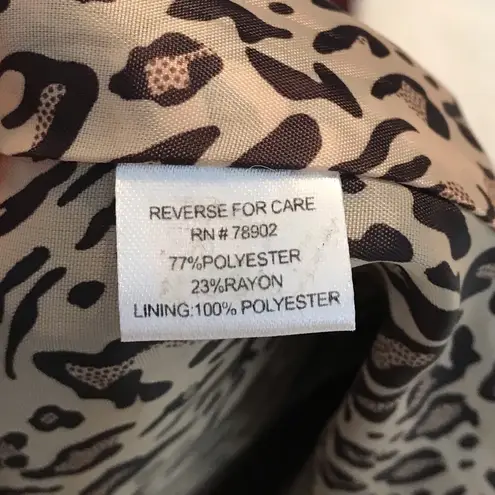 REVERSE FOR CARE
RN # 78902
77%POLYESTER
23%RAYON
LINING:100% POLYESTER